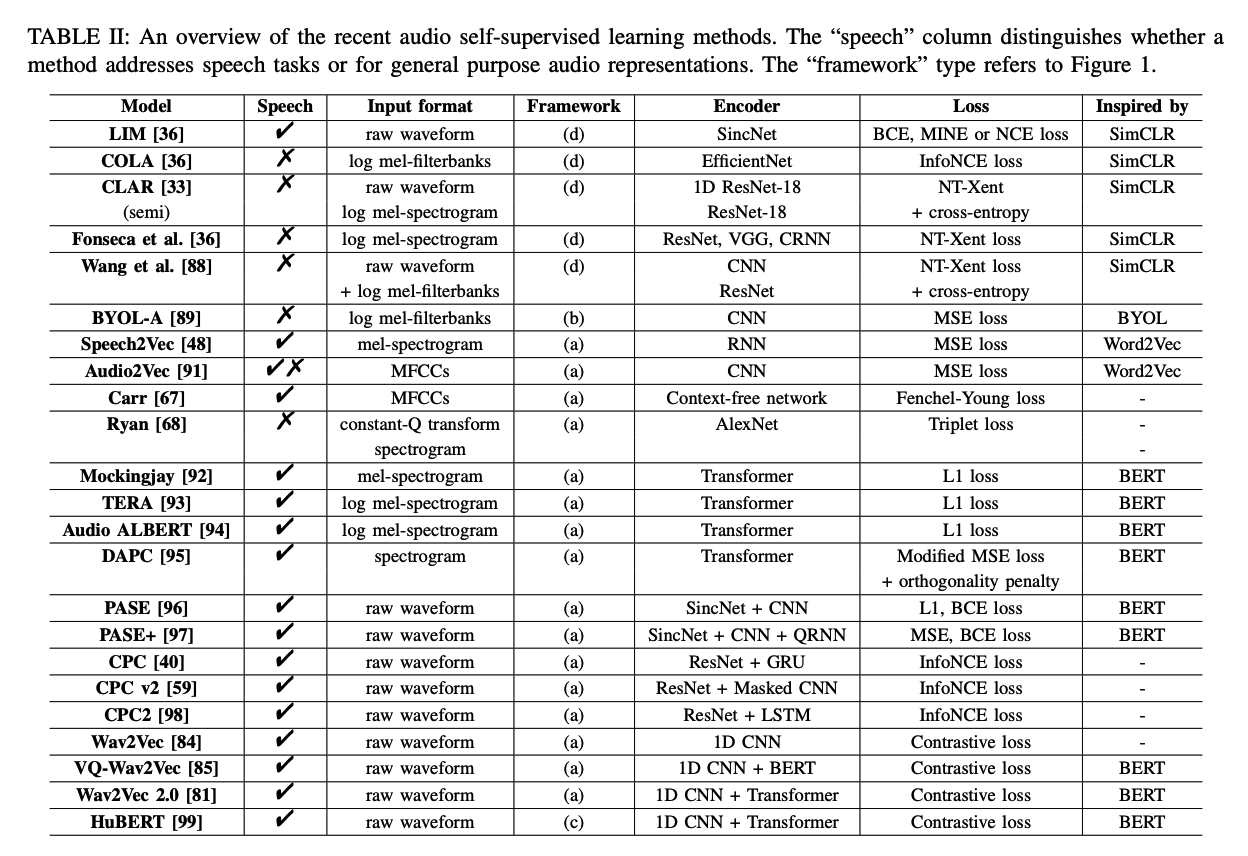 TABLE II: An overview of the recent audio self-supervised learning methods. The “speech” column distinguishes whether a
method addresses speech tasks or for general purpose audio representations. The “framework” type refers to Figure 1.
Model Speech Input format Framework Encoder Loss Inspired by
LIM [36] ✔ raw waveform (d) SincNet BCE, MINE or NCE loss SimCLR
COLA [36] ✗ log mel-filterbanks (d) EfficientNet InfoNCE loss SimCLR
CLAR [33] ✗ raw waveform (d) 1D ResNet-18 NT-Xent SimCLR
(semi) log mel-spectrogram ResNet-18 + cross-entropy
Fonseca et al. [36] ✗ log mel-spectrogram (d) ResNet, VGG, CRNN NT-Xent loss SimCLR
Wang et al. [88] ✗ raw waveform (d) CNN NT-Xent loss SimCLR
+ log mel-filterbanks ResNet + cross-entropy
BYOL-A [89] ✗ log mel-filterbanks (b) CNN MSE loss BYOL
Speech2Vec [48] ✔ mel-spectrogram (a) RNN MSE loss Word2Vec
Audio2Vec [91] ✔✗ MFCCs (a) CNN MSE loss Word2Vec
Carr [67] ✔ MFCCs (a) Context-free network Fenchel-Young loss -
Ryan [68] ✗ constant-Q transform (a) AlexNet Triplet loss -
spectrogram -
Mockingjay [92] ✔ mel-spectrogram (a) Transformer L1 loss BERT
TERA [93] ✔ log mel-spectrogram (a) Transformer L1 loss BERT
Audio ALBERT [94] ✔ log mel-spectrogram (a) Transformer L1 loss BERT
DAPC [95] ✔ spectrogram (a) Transformer Modified MSE loss BERT
+ orthogonality penalty
PASE [96] ✔ raw waveform (a) SincNet + CNN L1, BCE loss BERT
PASE+ [97] ✔ raw waveform (a) SincNet + CNN + QRNN MSE, BCE loss BERT
CPC [40] ✔ raw waveform (a) ResNet + GRU InfoNCE loss -
CPC v2 [59] ✔ raw waveform (a) ResNet + Masked CNN InfoNCE loss -
CPC2 [98] ✔ raw waveform (a) ResNet + LSTM InfoNCE loss -
Wav2Vec [84] ✔ raw waveform (a) 1D CNN Contrastive loss -
VQ-Wav2Vec [85] ✔ raw waveform (a) 1D CNN + BERT Contrastive loss BERT
Wav2Vec 2.0 [81] ✔ raw waveform (a) 1D CNN + Transformer Contrastive loss BERT
HuBERT [99] ✔ raw waveform (c) 1D CNN + Transformer Contrastive loss BERT